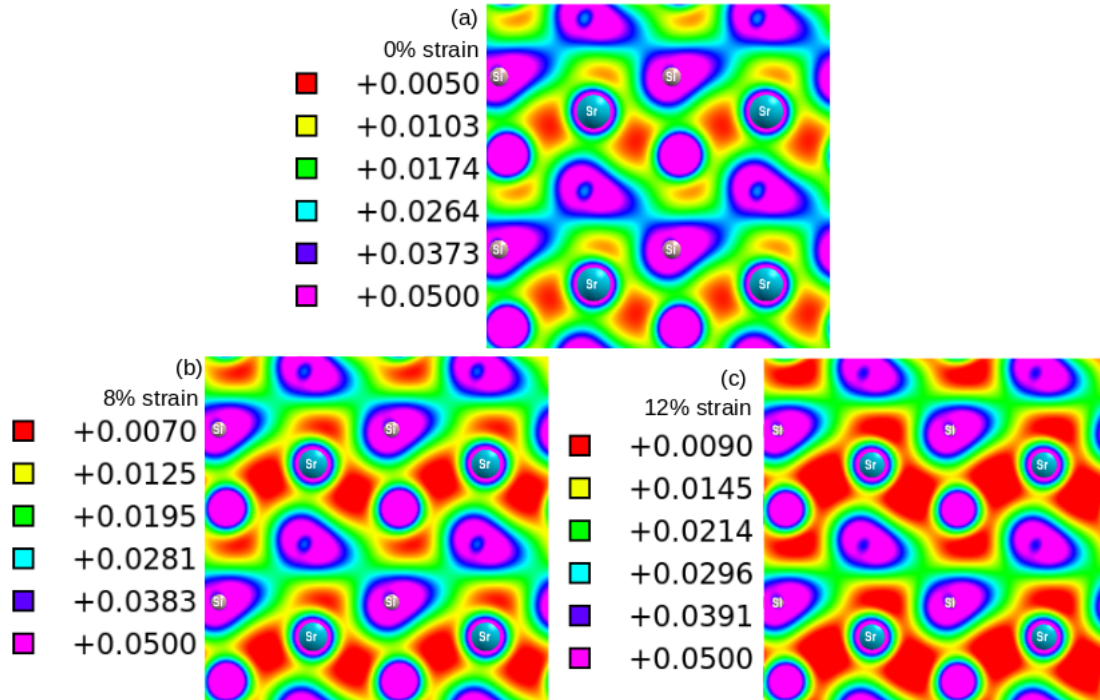 (a)
0% strain
+0.0050
+0.0103
+0.0174
+0.0264
+0.0373
+0.0500
Si Si
Sr Sr
Si Si
Sr Sr
(b)
8% strain
+0.0070
+0.0125
+0.0195
+0.0281
+0.0383
+0.0500
Si Si
Sr Sr
Si Si
Sr Sr
(c)
12% strain
+0.0090
+0.0145
+0.0214
+0.0296
+0.0391
+0.0500
Si Si
Sr Sr
Si Si
Sr Sr